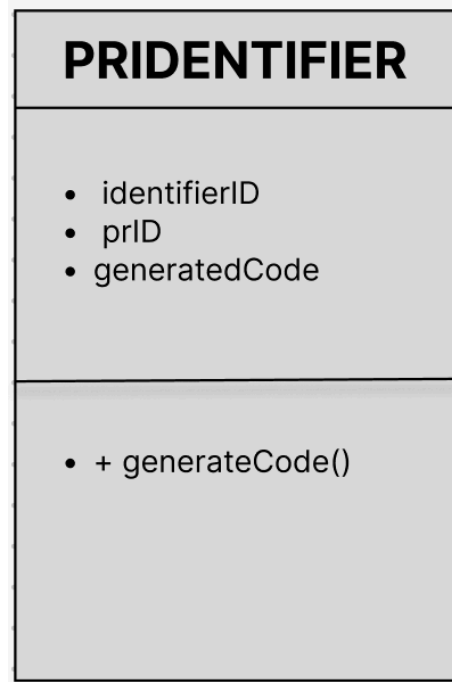 PRIDENTIFIER
• identifierID
• prID
• generatedCode
• + generateCode()